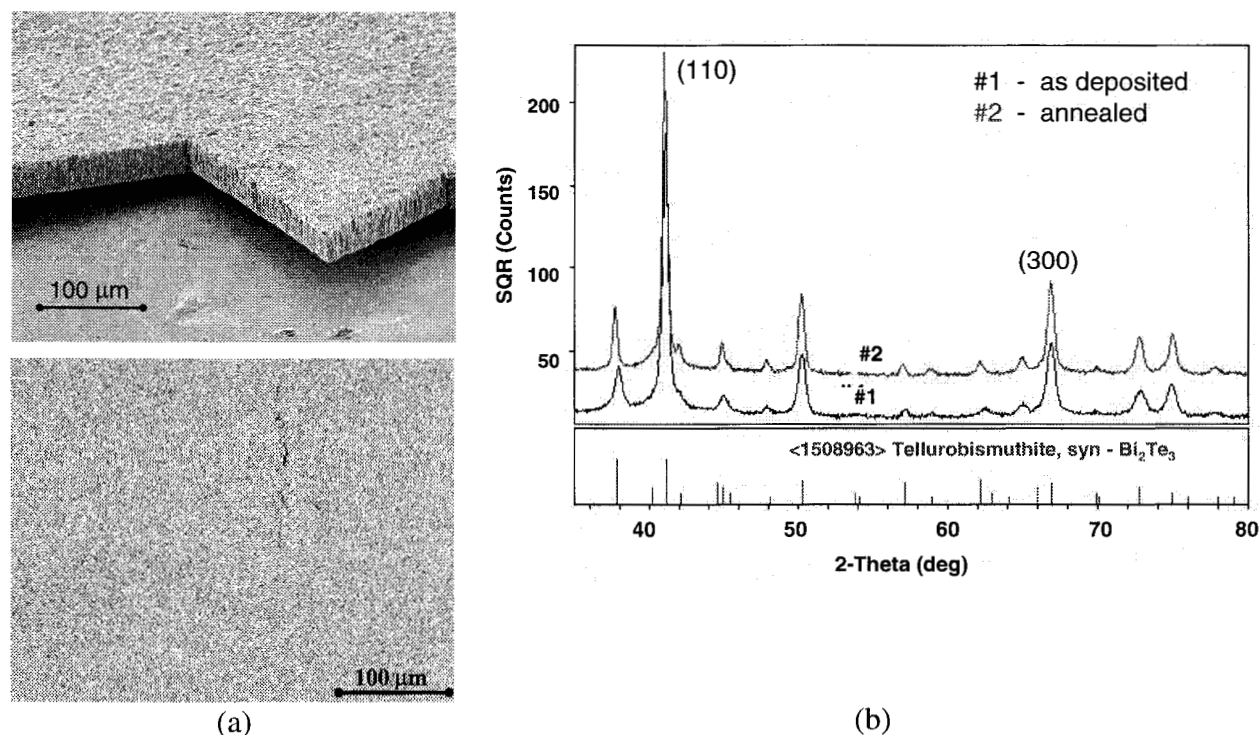 100 µm
100 µm
(a)
(110)
#1 - as deposited
#2 - annealed
200
150
100
50
SQR (Counts)
(300)
#2
#1
<1508963> Tellurobismuthite, syn - Bi₂Te₃
40 50 60 70 80
2-Theta (deg)
(b)